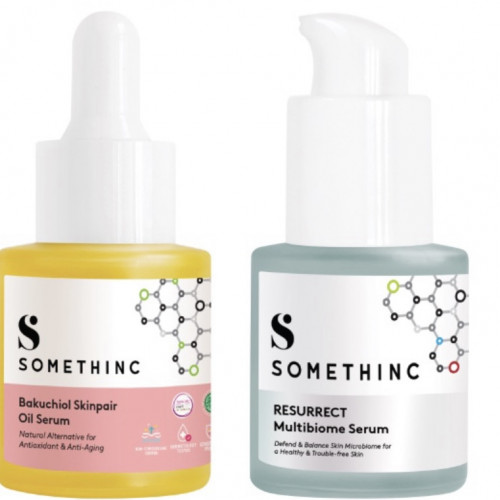 S
SOMETHINC
Bakuchiol Skinpair
Oil Serum
Natural Alternative for
Antioxidant & Anti-Aging
S
SOMETHINC
RESURRECT
Multibiome Serum
Defend & Balance Skin Microbiome for
a Healthy & Trouble-free Skin